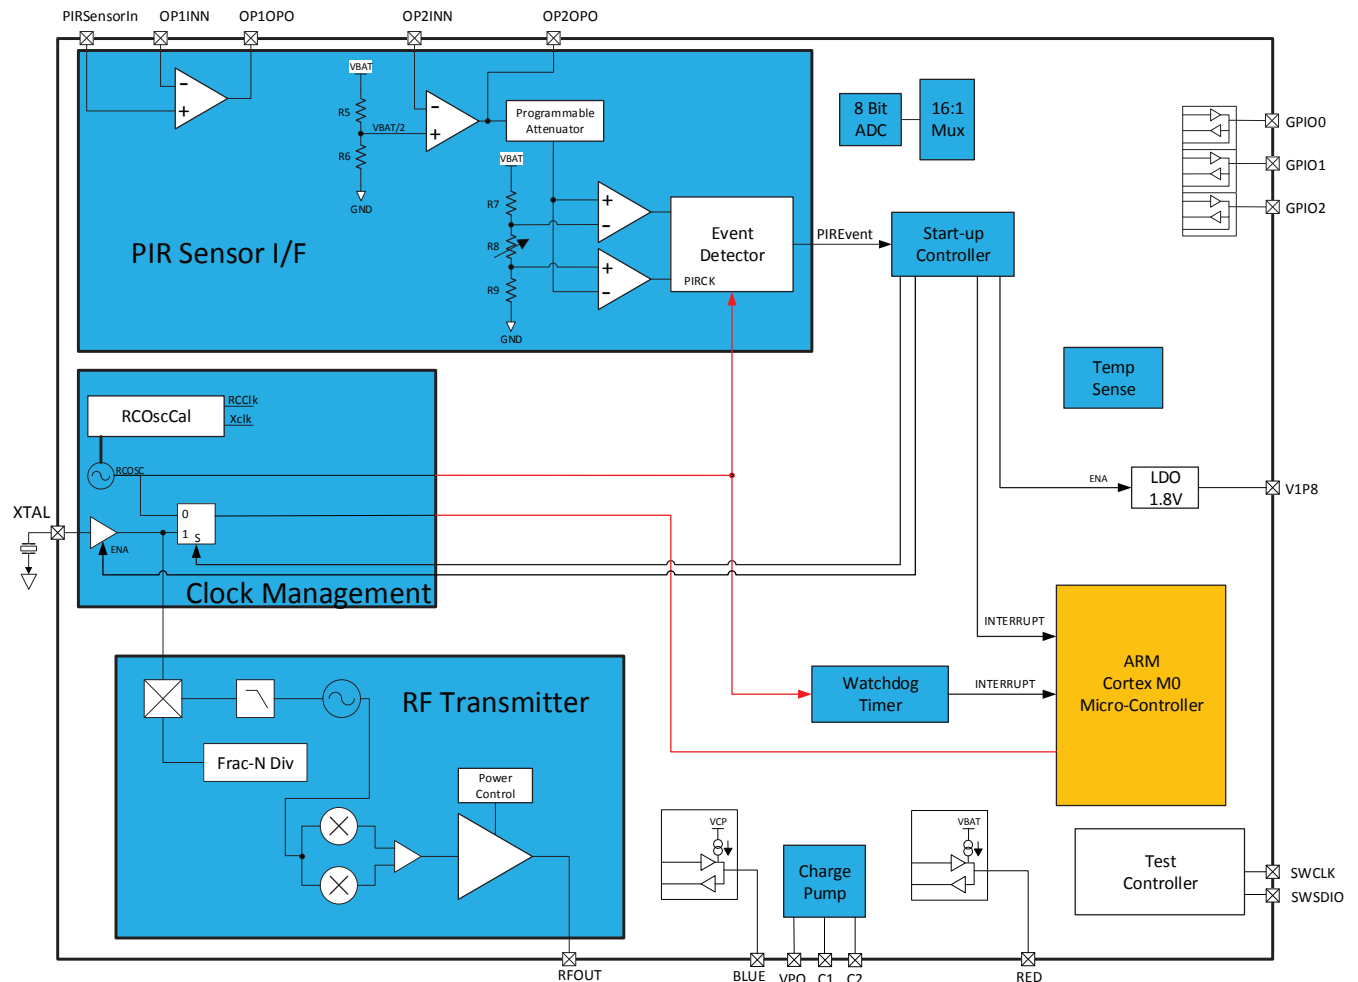 PIRSensorIn OP1INN OP1OPO OP2INN OP2OPO
VBAT
R5
VBAT/2
R6
GND
Programmable
Attenuator
VBAT
R7
R8
R9
GND
PIR Sensor I/F
Event
Detector
PIRCK
PIREvent
8 Bit
ADC
16:1
Mux
Start-up
Controller
GPIO0
GPIO1
GPIO2
Temp
Sense
ENA
LDO
1.8V
V1P8
RCOscCal
RCClk
Xclk
RCOSC
XTAL
0
1
S
ENA
Clock Management
INTERRUPT
ARM
Cortex M0
Micro-Controller
Watchdog
Timer
INTERRUPT
RF Transmitter
Frac-N Div
Power
Control
VCP
Charge
Pump
VBAT
Test
Controller
SWCLK
SWSDIO
RFOUT
BLUE
VPO
C1
C2
RED